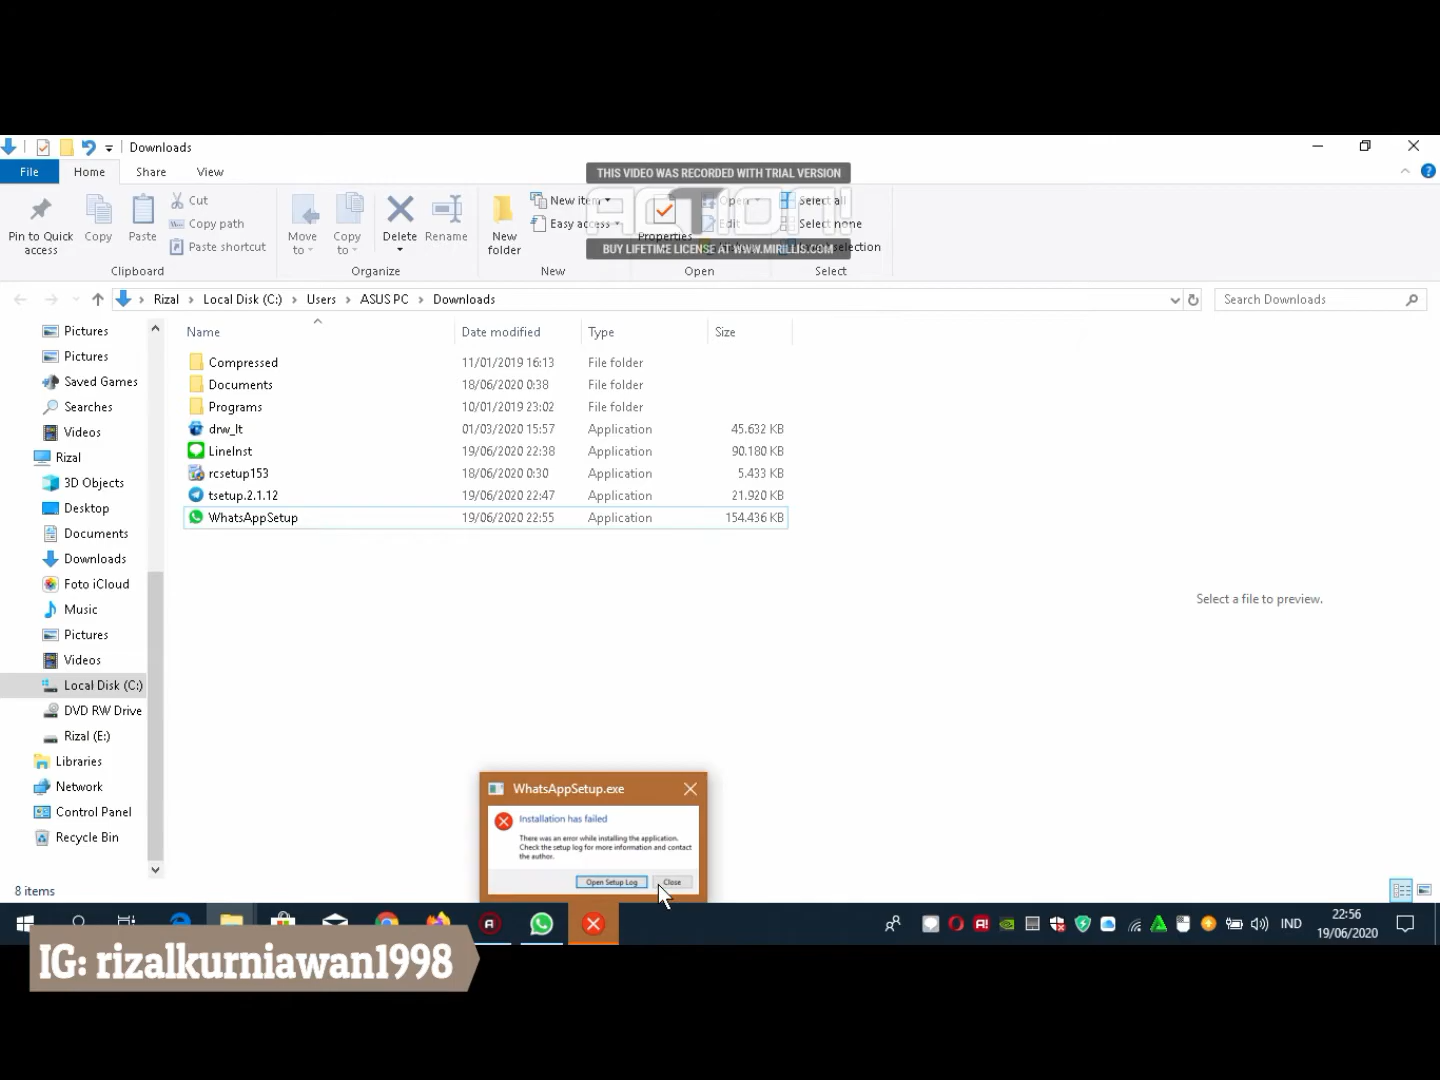 Downloads
File
Home
Share
View
THIS VIDEO WAS RECORDED WITH TRIAL VERSION
ACTION!
BUY LIFETIME LICENSE AT WWW.MIRILLIS.COM
Pin to Quick access
Copy
Paste
Cut
Copy path
Paste shortcut
Clipboard
Move to
Copy to
Delete
Rename
Organize
New folder
New item
Easy access
New
Properties
Open
Edit
Open
Select all
Select none
selection
Select
Rizal
Local Disk (C:)
Users
ASUS PC
Downloads
Search Downloads
Pictures
Pictures
Saved Games
Searches
Videos
Rizal
3D Objects
Desktop
Documents
Downloads
Foto iCloud
Music
Pictures
Videos
Local Disk (C:)
DVD RW Drive
Rizal (E:)
Libraries
Network
Control Panel
Recycle Bin
Name Date modified Type Size
Compressed 11/01/2019 16:13 File folder
Documents 18/06/2020 0:38 File folder
Programs 10/01/2019 23:02 File folder
drw_lt 01/03/2020 15:57 Application 45.632 KB
LineInst 19/06/2020 22:38 Application 90.180 KB
rcsetup153 18/06/2020 0:30 Application 5.433 KB
tsetup.2.1.12 19/06/2020 22:47 Application 21.920 KB
WhatsAppSetup 19/06/2020 22:55 Application 154.436 KB
Select a file to preview.
WhatsAppSetup.exe
Installation has failed
There was an error while installing the application.
Check the setup log for more information and contact
the author.
Open Setup Log
Close
8 items
IND
22:56
19/06/2020
IG: rizalkurniawan1998